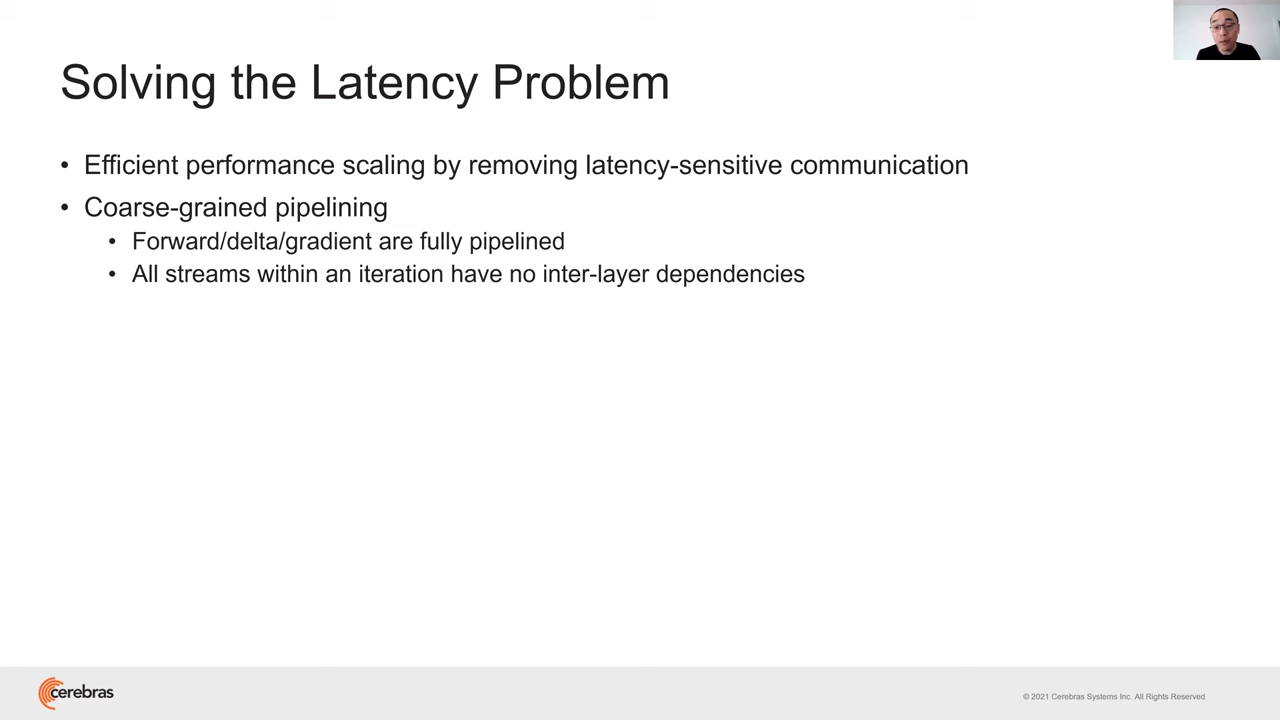 Solving the Latency Problem
• Efficient performance scaling by removing latency-sensitive communication
• Coarse-grained pipelining
• Forward/delta/gradient are fully pipelined
• All streams within an iteration have no inter-layer dependencies
cerebras
© 2021 Cerebras Systems Inc. All Rights Reserved